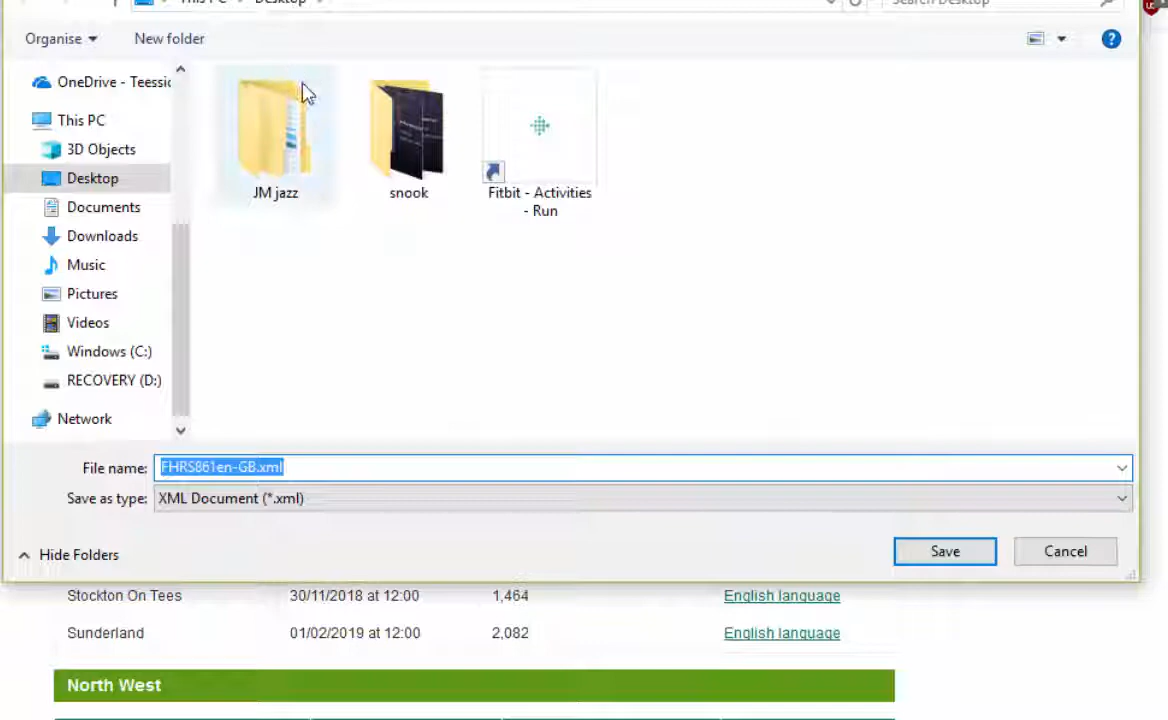 This PC > Desktop >
Search Desktop
Organise
New folder
OneDrive - Teessic
This PC
3D Objects
Desktop
Documents
Downloads
Music
Pictures
Videos
Windows (C:)
RECOVERY (D:)
Network
JM jazz
snook
Fitbit - Activities
- Run
File name: FHRS861en-GB.xml
Save as type: XML Document (*.xml)
Hide Folders
Save
Cancel
Stockton On Tees 30/11/2018 at 12:00 1,464 English language
Sunderland 01/02/2019 at 12:00 2,082 English language
North West